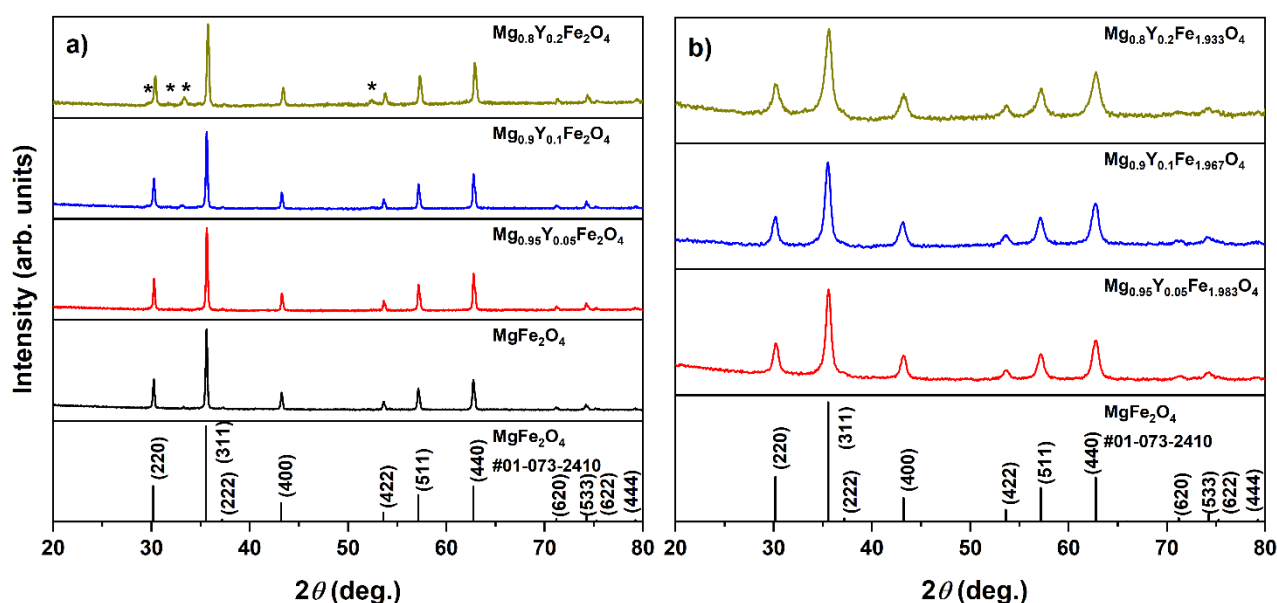 a)
Mg0.8Y0.2Fe2O4
* * * *
Mg0.9Y0.1Fe2O4
Mg0.95Y0.05Fe2O4
MgFe2O4
MgFe2O4
#01-073-2410
(220)
(311)
(222)
(400)
(422)
(511)
(440)
(620)
(533)
(622)
(444)
20 30 40 50 60 70 80
2θ (deg.)
Intensity (arb. units)
b)
Mg0.8Y0.2Fe1.933O4
Mg0.9Y0.1Fe1.967O4
Mg0.95Y0.05Fe1.983O4
MgFe2O4
#01-073-2410
(220)
(311)
(222)
(400)
(422)
(511)
(440)
(620)
(533)
(622)
(444)
20 30 40 50 60 70 80
2θ (deg.)